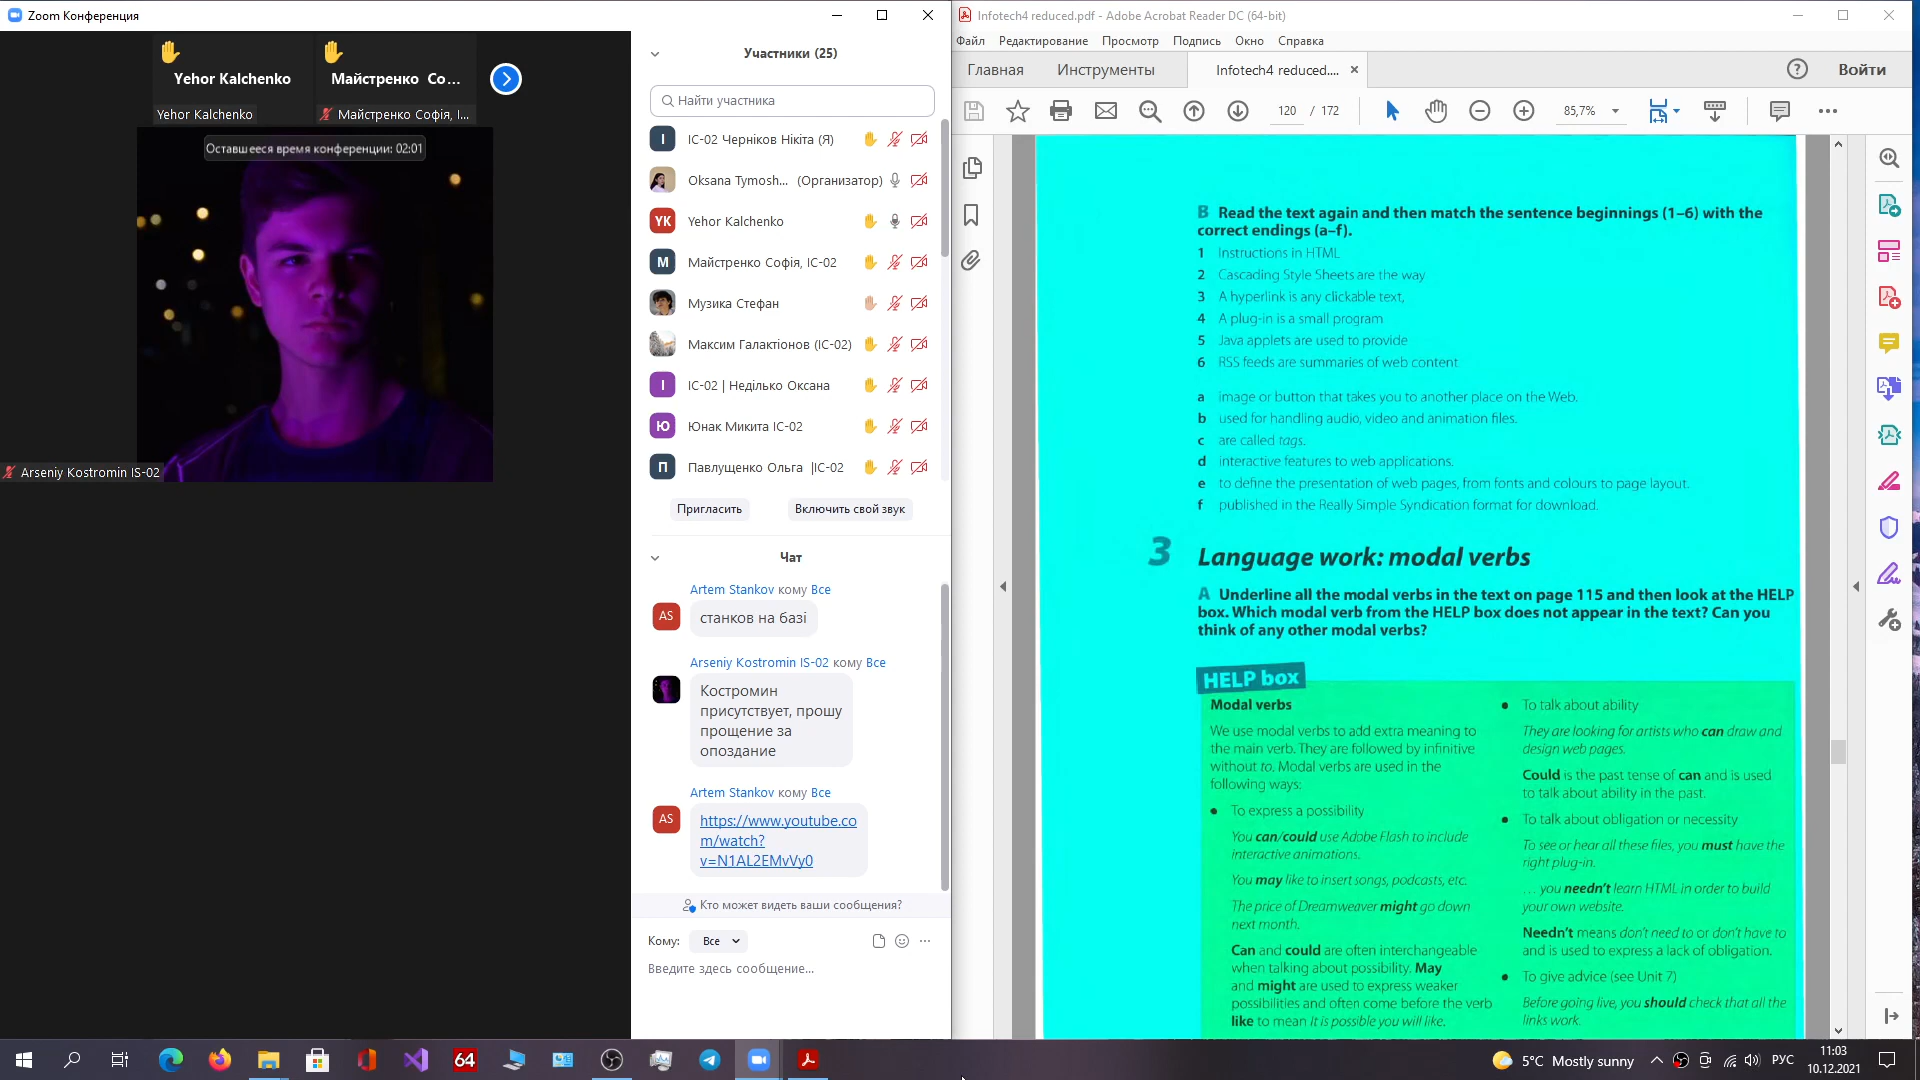 Zoom Конференция
Yehor Kalchenko
Yehor Kalchenko
Майстренко Со...
Майстренко Софія, І...
Оставшееся время конференции: 02:01
Arseniy Kostromin IS-02
Участники (25)
Найти участника
І
ІС-02 Черніков Нікіта (Я)
Oksana Tymosh... (Организатор)
YK
Yehor Kalchenko
М
Майстренко Софія, ІС-02
Музика Стефан
Максим Галактіонов (ІС-02)
І
ІС-02 | Неділько Оксана
Ю
Юнак Микита ІС-02
П
Павлущенко Ольга |ІС-02
Пригласить
Включить свой звук
Чат
Artem Stankov кому Все
AS
станков на базі
Arseniy Kostromin IS-02 кому Все
Костромин
присутствует, прошу
прощение за
опоздание
Artem Stankov кому Все
AS
https://www.youtube.co
m/watch?
v=N1AL2EMvVy0
Кто может видеть ваши сообщения?
Кому: Все
Введите здесь сообщение...
Infotech4 reduced.pdf - Adobe Acrobat Reader DC (64-bit)
Файл Редактирование Просмотр Подпись Окно Справка
Главная Инструменты Infotech4 reduced.... Войти
120 / 172
85,7%
B Read the text again and then match the sentence beginnings (1–6) with the
correct endings (a–f).
1 Instructions in HTML
2 Cascading Style Sheets are the way
3 A hyperlink is any clickable text,
4 A plug-in is a small program
5 Java applets are used to provide
6 RSS feeds are summaries of web content
a image or button that takes you to another place on the Web.
b used for handling audio, video and animation files.
c are called tags.
d interactive features to web applications.
e to define the presentation of web pages, from fonts and colours to page layout.
f published in the Really Simple Syndication format for download.
3 Language work: modal verbs
A Underline all the modal verbs in the text on page 115 and then look at the HELP
box. Which modal verb from the HELP box does not appear in the text? Can you
think of any other modal verbs?
HELP box
Modal verbs
We use modal verbs to add extra meaning to
the main verb. They are followed by infinitive
without to. Modal verbs are used in the
following ways:
● To express a possibility
You can/could use Adobe Flash to include
interactive animations.
You may like to insert songs, podcasts, etc.
The price of Dreamweaver might go down
next month.
Can and could are often interchangeable
when talking about possibility. May
and might are used to express weaker
possibilities and often come before the verb
like to mean It is possible you will like.
● To talk about ability
They are looking for artists who can draw and
design web pages.
Could is the past tense of can and is used
to talk about ability in the past.
● To talk about obligation or necessity
To see or hear all these files, you must have the
right plug-in.
... you needn't learn HTML in order to build
your own website.
Needn't means don't need to or don't have to
and is used to express a lack of obligation.
● To give advice (see Unit 7)
Before going live, you should check that all the
links work.
64
5°C Mostly sunny
РУС
11:03
10.12.2021